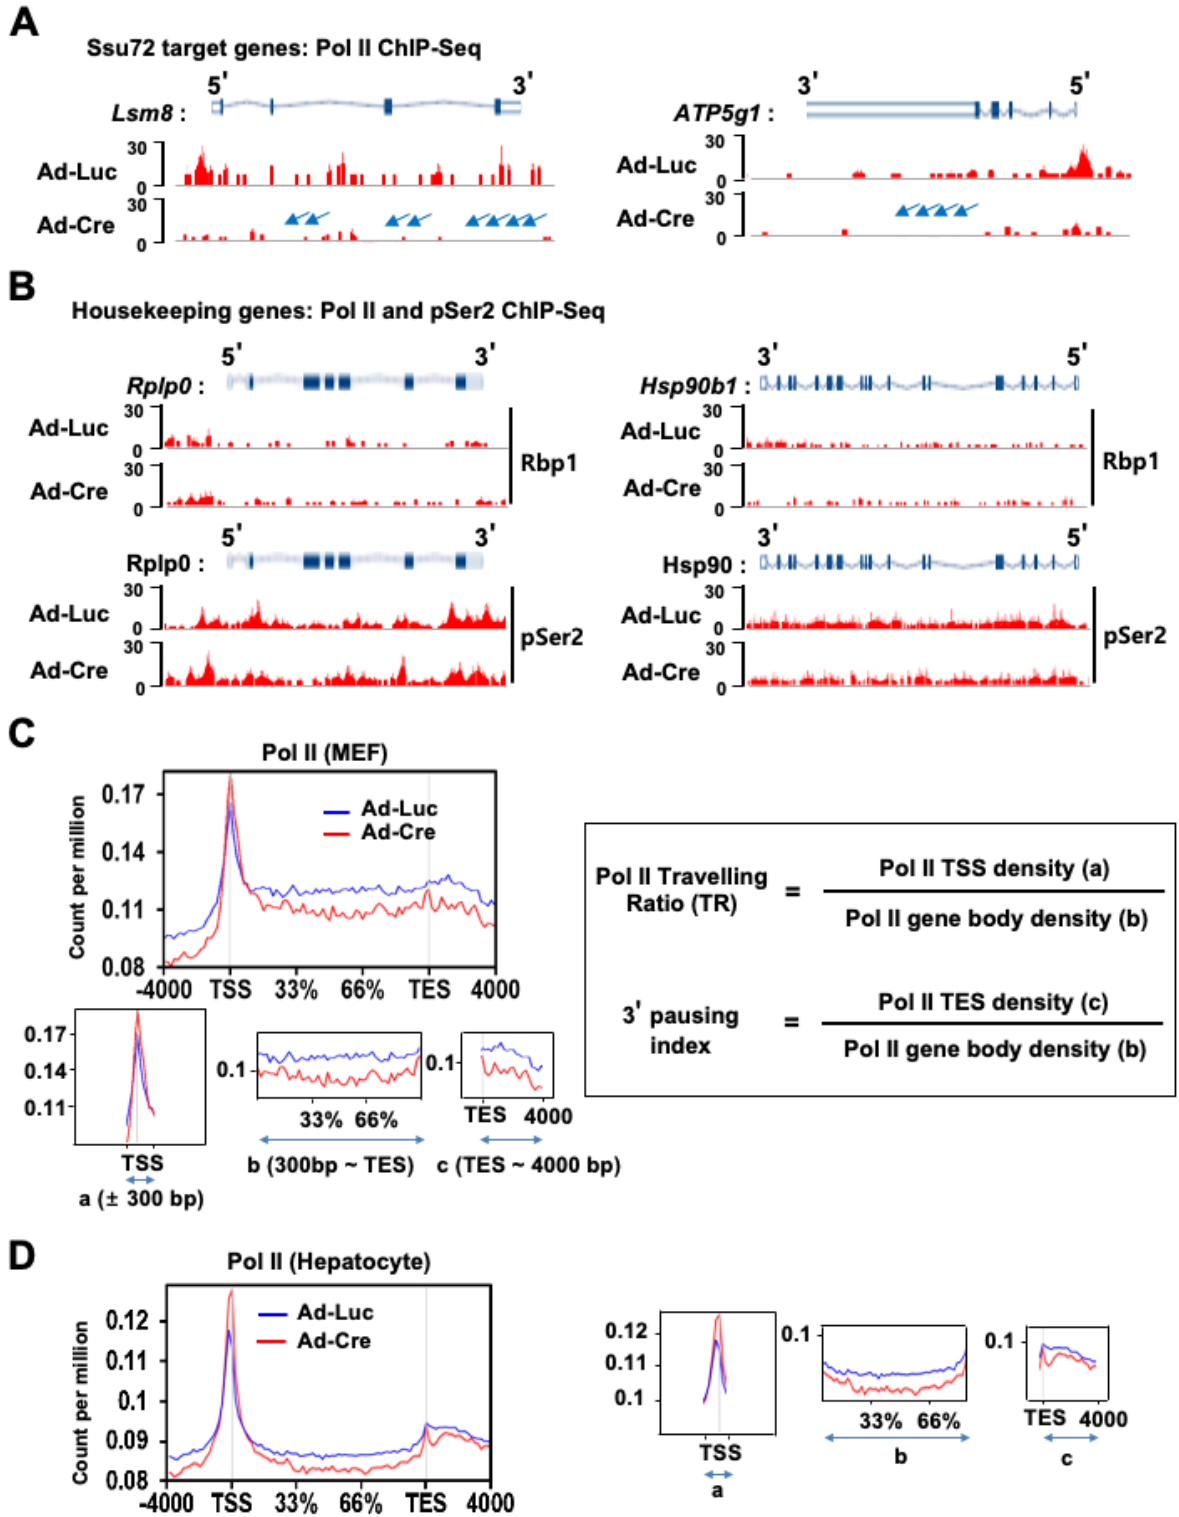 A
Ssu72 target genes: Pol II ChIP-Seq
5' 3'
Lsm8 :
Ad-Luc 30 0
Ad-Cre 30 0
3' 5'
ATP5g1 :
Ad-Luc 30 0
Ad-Cre 30 0
B
Housekeeping genes: Pol II and pSer2 ChIP-Seq
5' 3'
Rplp0 :
Ad-Luc 30 0
Ad-Cre 30 0
Rbp1
3' 5'
Hsp90b1 :
Ad-Luc 30 0
Ad-Cre 30 0
Rbp1
5' 3'
Rplp0 :
Ad-Luc 30 0
Ad-Cre 30 0
pSer2
3' 5'
Hsp90 :
Ad-Luc 30 0
Ad-Cre 30 0
pSer2
C
Pol II (MEF)
Count per million
0.17
0.14
0.11
0.08
Ad-Luc
Ad-Cre
-4000 TSS 33% 66% TES 4000
0.17
0.14
0.11
TSS
a (± 300 bp)
0.1
33% 66%
b (300bp ~ TES)
0.1
TES 4000
c (TES ~ 4000 bp)
Pol II Travelling
Ratio (TR)
=
Pol II TSS density (a)
Pol II gene body density (b)
3' pausing
index
=
Pol II TES density (c)
Pol II gene body density (b)
D
Pol II (Hepatocyte)
Count per million
0.12
0.11
0.1
0.09
0.08
Ad-Luc
Ad-Cre
-4000 TSS 33% 66% TES 4000
0.12
0.11
0.1
TSS
a
0.1
33% 66%
b
0.1
TES 4000
c